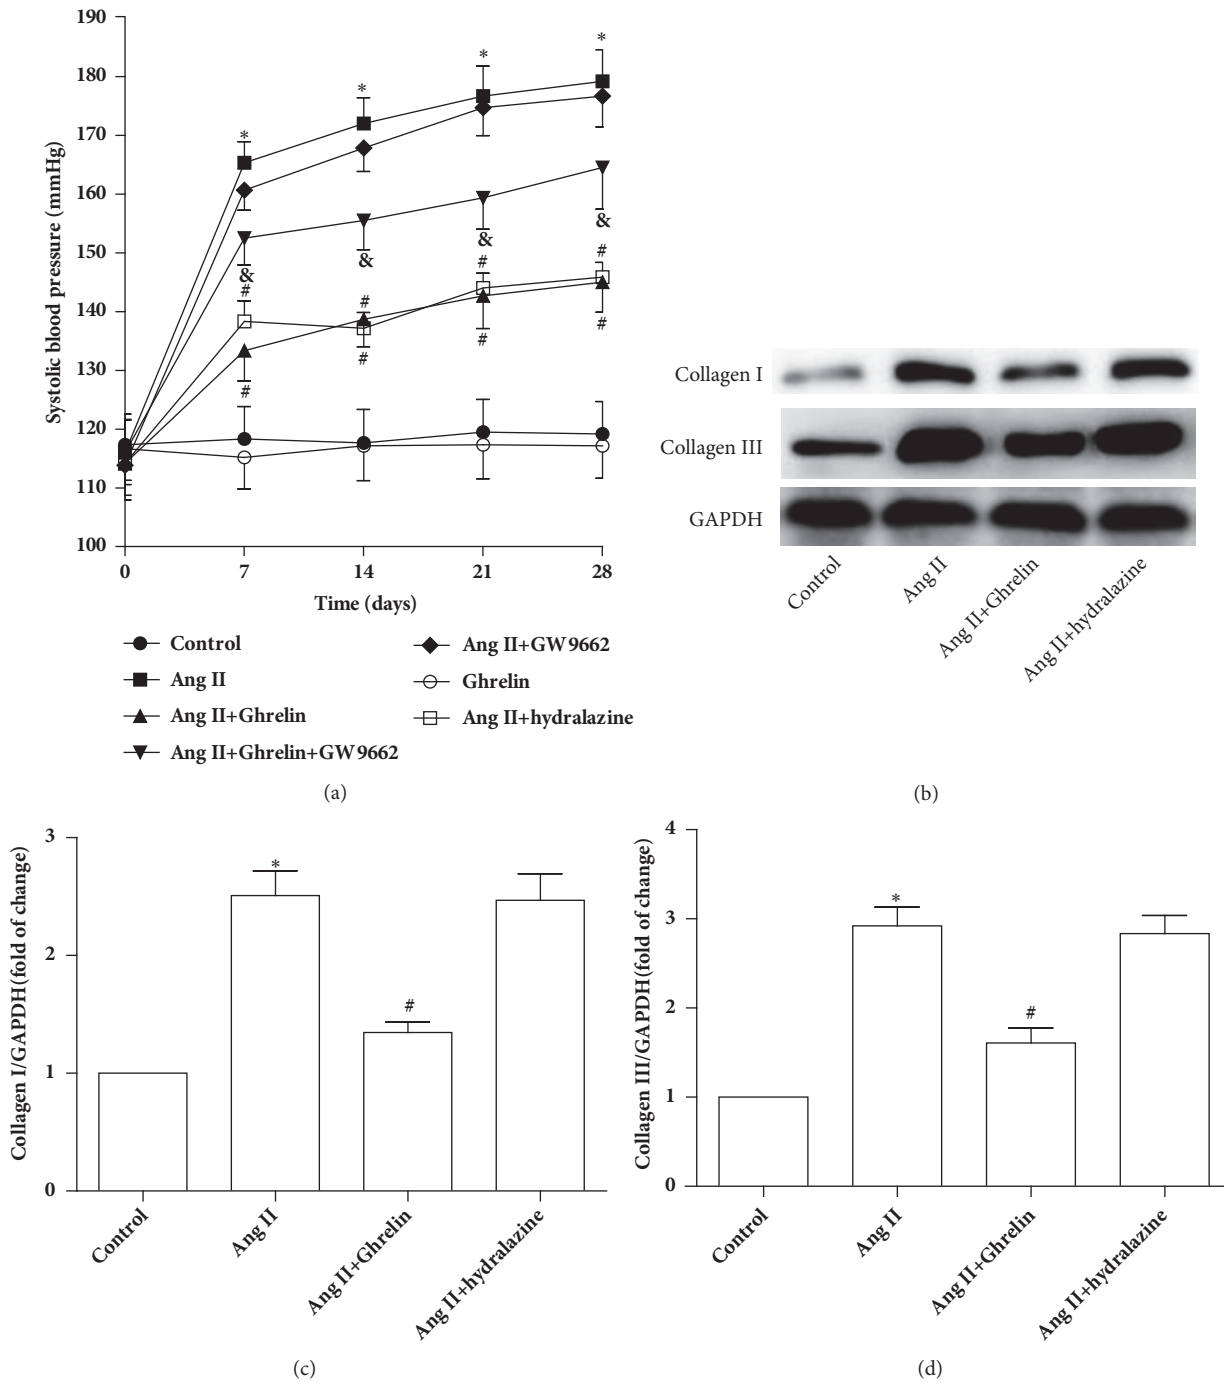 190
180
170
160
150
140
130
120
110
100
Systolic blood pressure (mmHg)
* * * *
& & & &
# # # #
# # # #
0 7 14 21 28
Time (days)
Control
Ang II
Ang II+Ghrelin
Ang II+Ghrelin+GW9662
Ang II+GW9662
Ghrelin
Ang II+hydralazine
(a)
Collagen I
Collagen III
GAPDH
Control
Ang II
Ang II+Ghrelin
Ang II+hydralazine
(b)
3
2
1
0
Collagen I/GAPDH(fold of change)
*
#
Control
Ang II
Ang II+Ghrelin
Ang II+hydralazine
(c)
4
3
2
1
0
Collagen III/GAPDH(fold of change)
*
#
Control
Ang II
Ang II+Ghrelin
Ang II+hydralazine
(d)